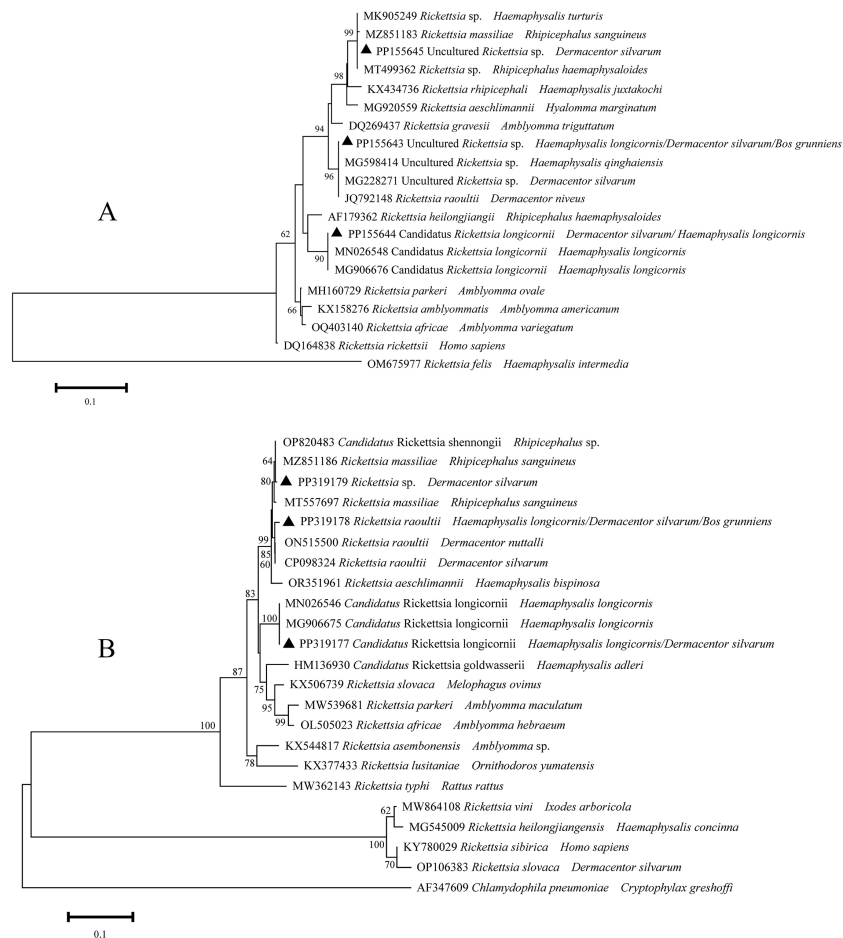 MK905249 Rickettsia sp. Haemaphysalis turturis
99
MZ851183 Rickettsia massiliae Rhipicephalus sanguineus
PP155645 Uncultured Rickettsia sp. Dermacentor silvarum
MT499362 Rickettsia sp. Rhipicephalus haemaphysaloides
98
KX434736 Rickettsia rhipicephali Haemaphysalis juxtakochi
MG920559 Rickettsia aeschlimannii Hyalomma marginatum
94
DQ269437 Rickettsia gravesii Amblyomma triguttatum
PP155643 Uncultured Rickettsia sp. Haemaphysalis longicornis/Dermacentor silvarum/Bos grunniens
MG598414 Uncultured Rickettsia sp. Haemaphysalis qinghaiensis
96
MG228271 Uncultured Rickettsia sp. Dermacentor silvarum
JQ792148 Rickettsia raoultii Dermacentor niveus
A
AF179362 Rickettsia heilongjiangii Rhipicephalus haemaphysaloides
62
PP155644 Candidatus Rickettsia longicornii Dermacentor silvarum/ Haemaphysalis longicornis
MN026548 Candidatus Rickettsia longicornii Haemaphysalis longicornis
90
MG906676 Candidatus Rickettsia longicornii Haemaphysalis longicornis
MH160729 Rickettsia parkeri Amblyomma ovale
66
KX158276 Rickettsia amblyommatis Amblyomma americanum
OQ403140 Rickettsia africae Amblyomma variegatum
DQ164838 Rickettsia rickettsii Homo sapiens
OM675977 Rickettsia felis Haemaphysalis intermedia
0.1
OP820483 Candidatus Rickettsia shennongii Rhipicephalus sp.
64
MZ851186 Rickettsia massiliae Rhipicephalus sanguineus
80
PP319179 Rickettsia sp. Dermacentor silvarum
MT557697 Rickettsia massiliae Rhipicephalus sanguineus
PP319178 Rickettsia raoultii Haemaphysalis longicornis/Dermacentor silvarum/Bos grunniens
99
ON515500 Rickettsia raoultii Dermacentor nuttalli
85
60
CP098324 Rickettsia raoultii Dermacentor silvarum
OR351961 Rickettsia aeschlimannii Haemaphysalis bispinosa
83
MN026546 Candidatus Rickettsia longicornii Haemaphysalis longicornis
100
MG906675 Candidatus Rickettsia longicornii Haemaphysalis longicornis
B
PP319177 Candidatus Rickettsia longicornii Haemaphysalis longicornis/Dermacentor silvarum
HM136930 Candidatus Rickettsia goldwasserii Haemaphysalis adleri
87
75
KX506739 Rickettsia slovaca Melophagus ovinus
95
MW539681 Rickettsia parkeri Amblyomma maculatum
100
99
OL505023 Rickettsia africae Amblyomma hebraeum
KX544817 Rickettsia asembonensis Amblyomma sp.
78
KX377433 Rickettsia lusitaniae Ornithodoros yumatensis
MW362143 Rickettsia typhi Rattus rattus
62
MW864108 Rickettsia vini Ixodes arboricola
MG545009 Rickettsia heilongjiangensis Haemaphysalis concinna
100
KY780029 Rickettsia sibirica Homo sapiens
70
OP106383 Rickettsia slovaca Dermacentor silvarum
AF347609 Chlamydophila pneumoniae Cryptophylax greshoffi
0.1